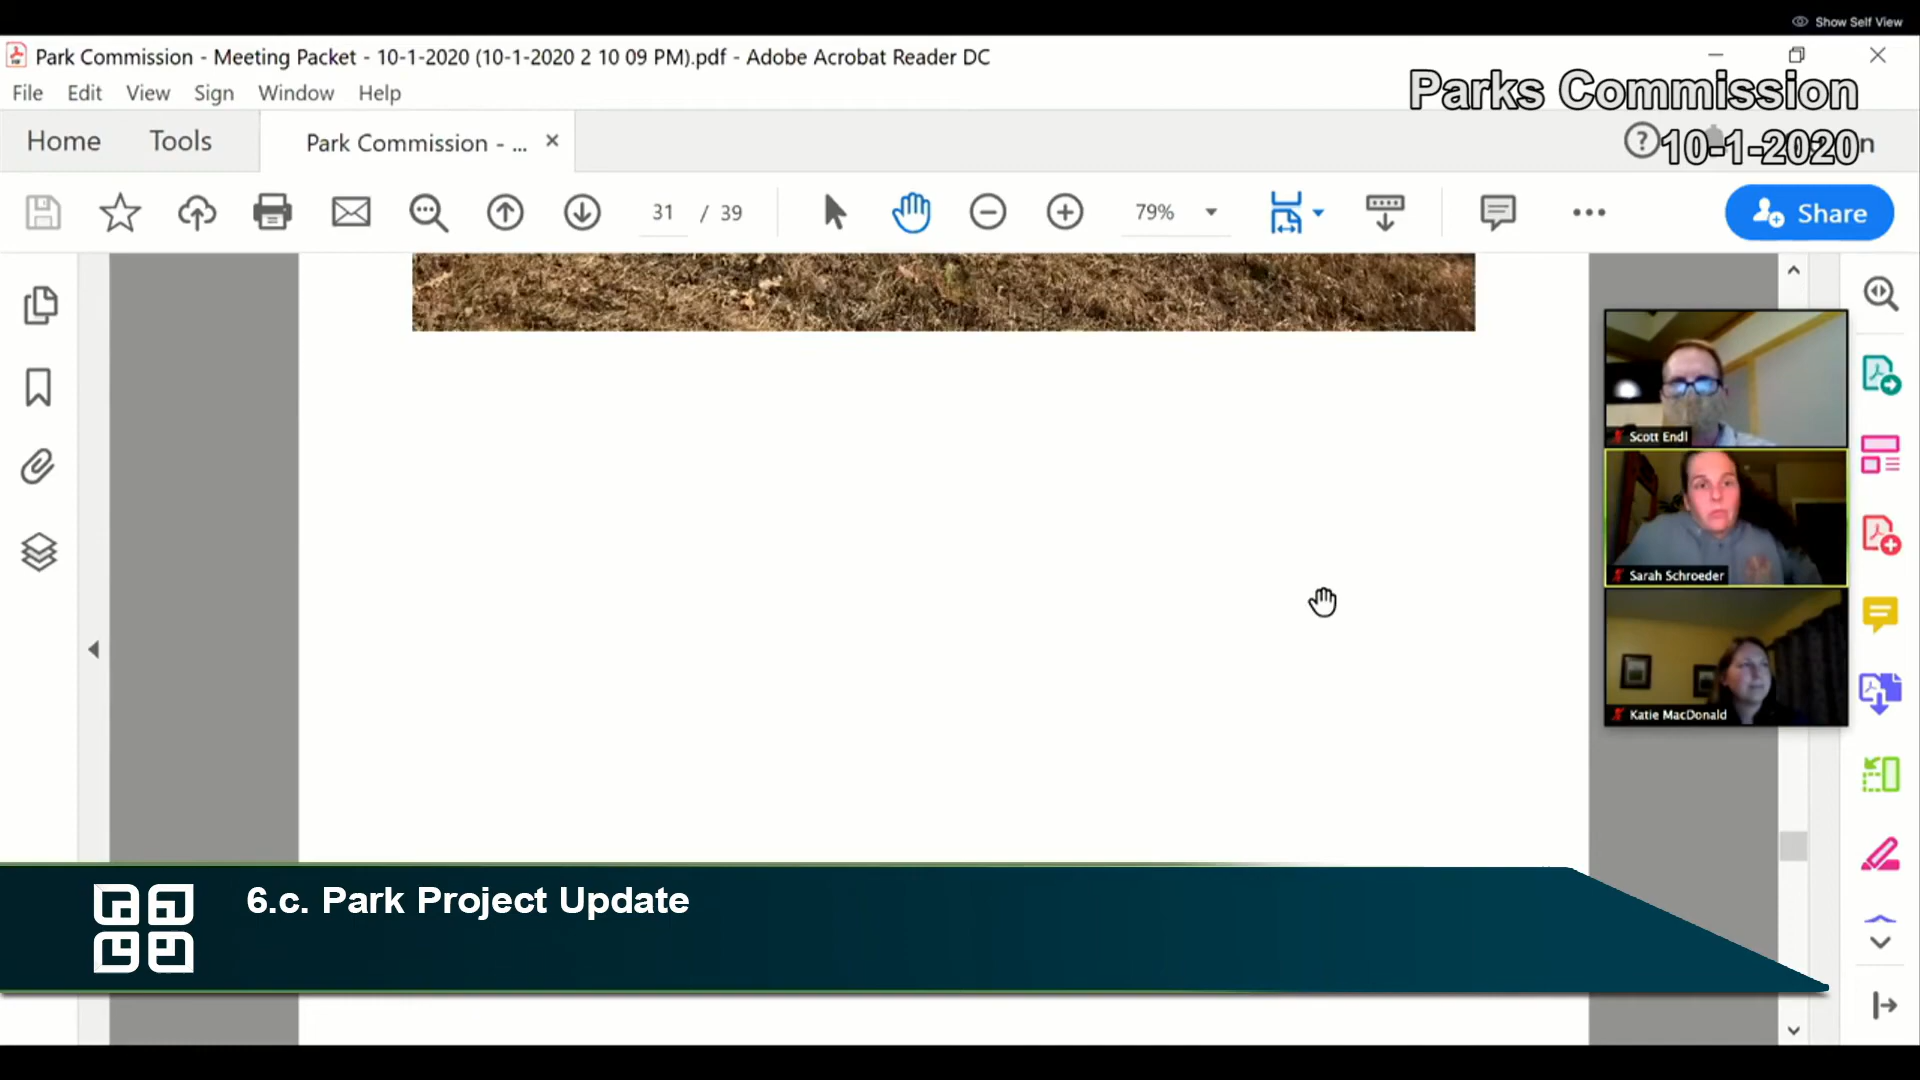 Show Self View
Park Commission - Meeting Packet - 10-1-2020 (10-1-2020 2 10 09 PM).pdf - Adobe Acrobat Reader DC
File Edit View Sign Window Help
Parks Commission
10-1-2020
Home Tools Park Commission - ...
31 / 39
79%
Share
Scott Endl
Sarah Schroeder
Katie MacDonald
6.c. Park Project Update